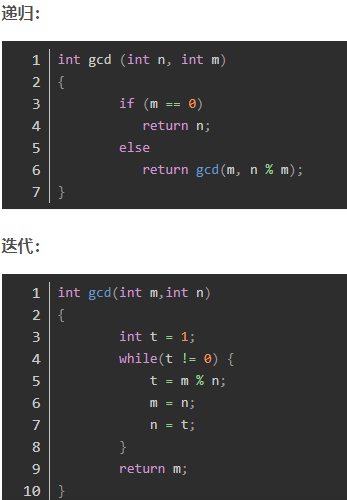 递归：
1 int gcd (int n, int m)
2 {
3 if (m == 0)
4 return n;
5 else
6 return gcd(m, n % m);
7 }
迭代：
1 int gcd(int m,int n)
2 {
3 int t = 1;
4 while(t != 0) {
5 t = m % n;
6 m = n;
7 n = t;
8 }
9 return m;
10 }